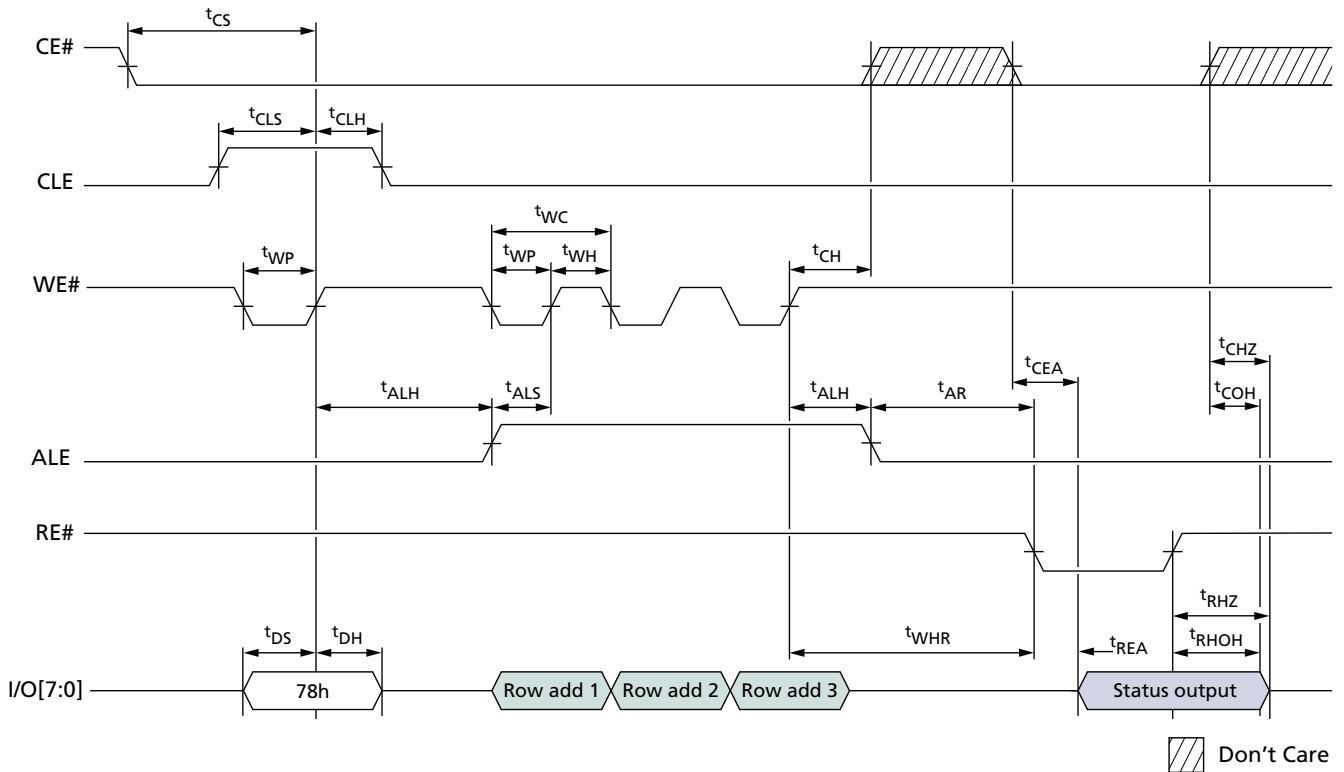 tCS
CE#
tCLS tCLH
CLE
tWC
tWP tWP tWH tCH
WE#
tCHZ
tCEA
tALH tALS tALH tAR tCOH
ALE
RE#
tRHZ
tDS tDH tWHR tREA tRHOH
I/O[7:0] 78h Row add 1 Row add 2 Row add 3 Status output
Don't Care